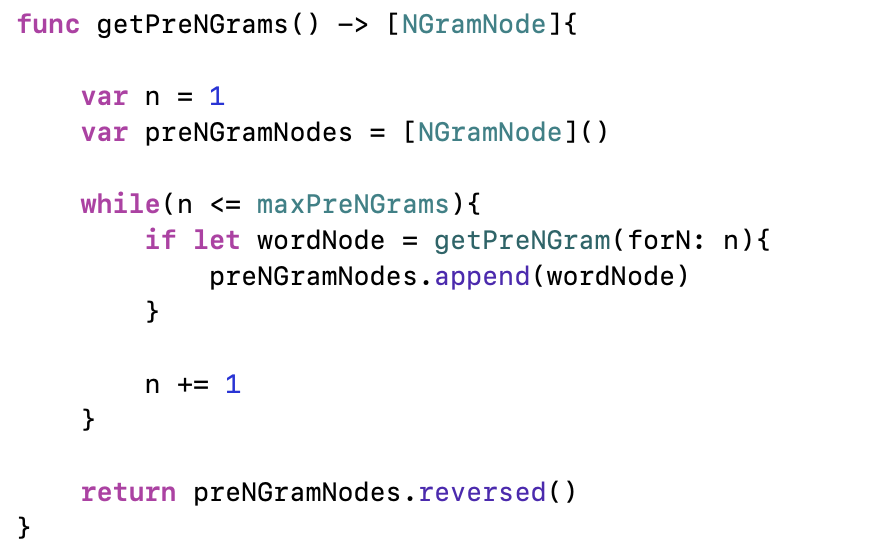 func getPreNGrams() -> [NGramNode]{
var n = 1
var preNGramNodes = [NGramNode]()
while(n <= maxPreNGrams){
if let wordNode = getPreNGram(forN: n){
preNGramNodes.append(wordNode)
}
n += 1
}
return preNGramNodes.reversed()
}